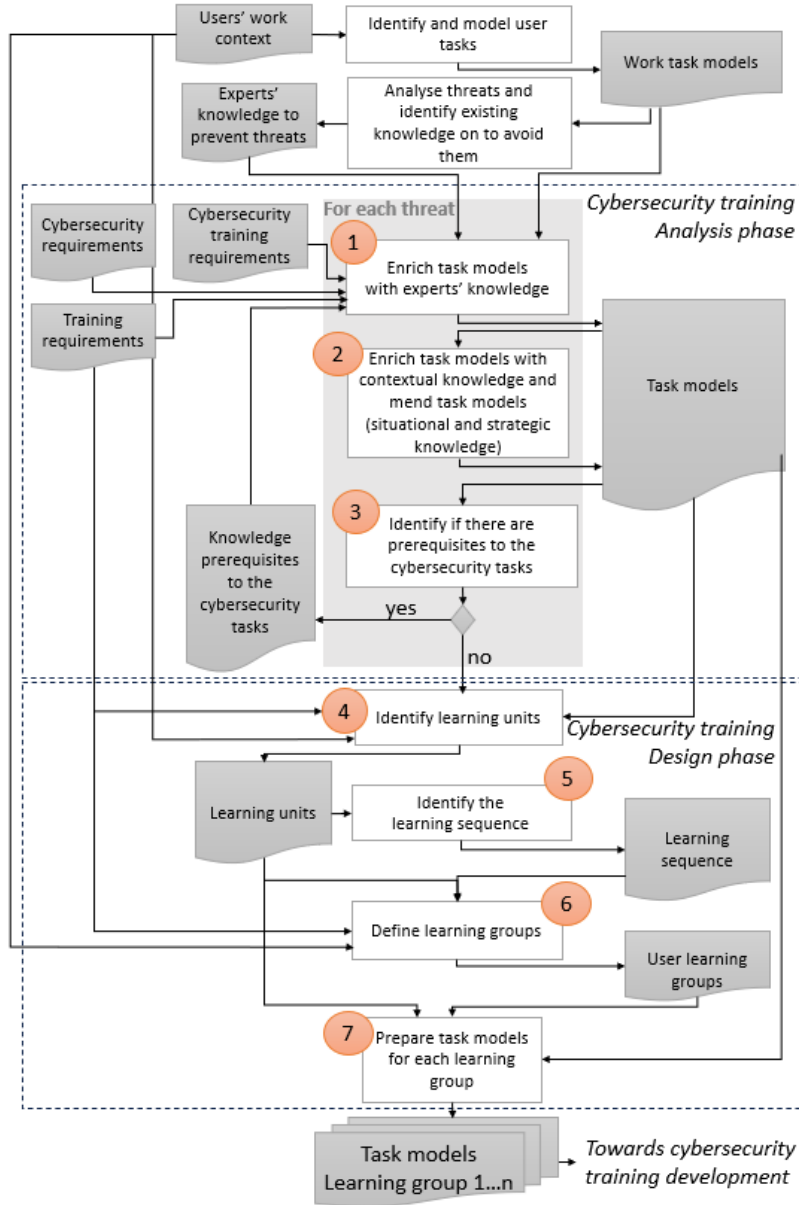 Users' work
context
Identify and model user
tasks
Work task models
Experts'
knowledge to
prevent threats
Analyse threats and
identify existing
knowledge on to avoid
them
Cybersecurity training
Analysis phase
For each threat
Cybersecurity
requirements
Cybersecurity
training
requirements
1
Enrich task models
with experts' knowledge
Training
requirements
2
Enrich task models with
contextual knowledge and
mend task models
(situational and strategic
knowledge)
Task models
3
Identify if there are
prerequisites to the
cybersecurity tasks
Knowledge
prerequisites
to the
cybersecurity
tasks
yes
no
4
Identify learning units
Cybersecurity training
Design phase
5
Learning units
Identify the
learning sequence
Learning
sequence
6
Define learning groups
User learning
groups
7
Prepare task models
for each learning
group
Task models
Learning group 1...n
Towards cybersecurity
training development